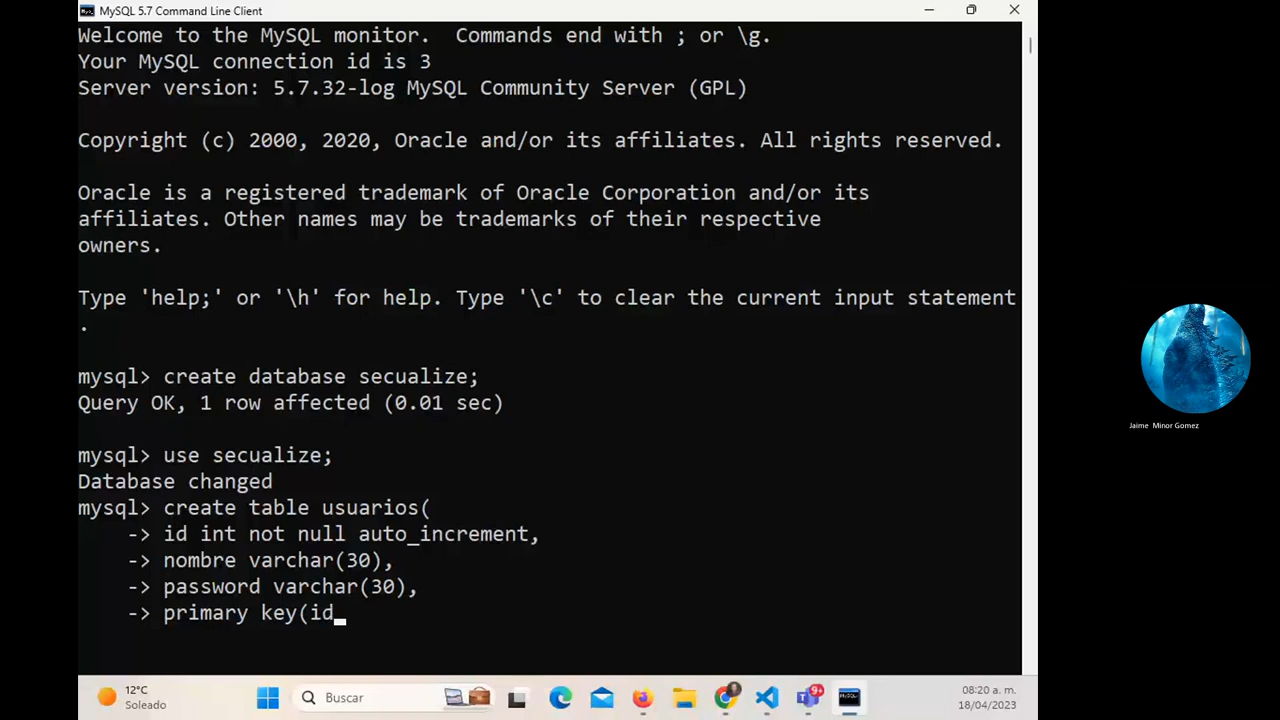 MySQL 5.7 Command Line Client
Welcome to the MySQL monitor.  Commands end with ; or \g.
Your MySQL connection id is 3
Server version: 5.7.32-log MySQL Community Server (GPL)
Copyright (c) 2000, 2020, Oracle and/or its affiliates. All rights reserved.
Oracle is a registered trademark of Oracle Corporation and/or its
affiliates. Other names may be trademarks of their respective
owners.
Type 'help;' or '\h' for help. Type '\c' to clear the current input statement
.
mysql> create database secualize;
Query OK, 1 row affected (0.01 sec)
mysql> use secualize;
Database changed
mysql> create table usuarios(
    -> id int not null auto_increment,
    -> nombre varchar(30),
    -> password varchar(30),
    -> primary key(id
Jaime Minor Gomez
12°C
Soleado
Buscar
9+
MySQL
08:20 a. m.
18/04/2023